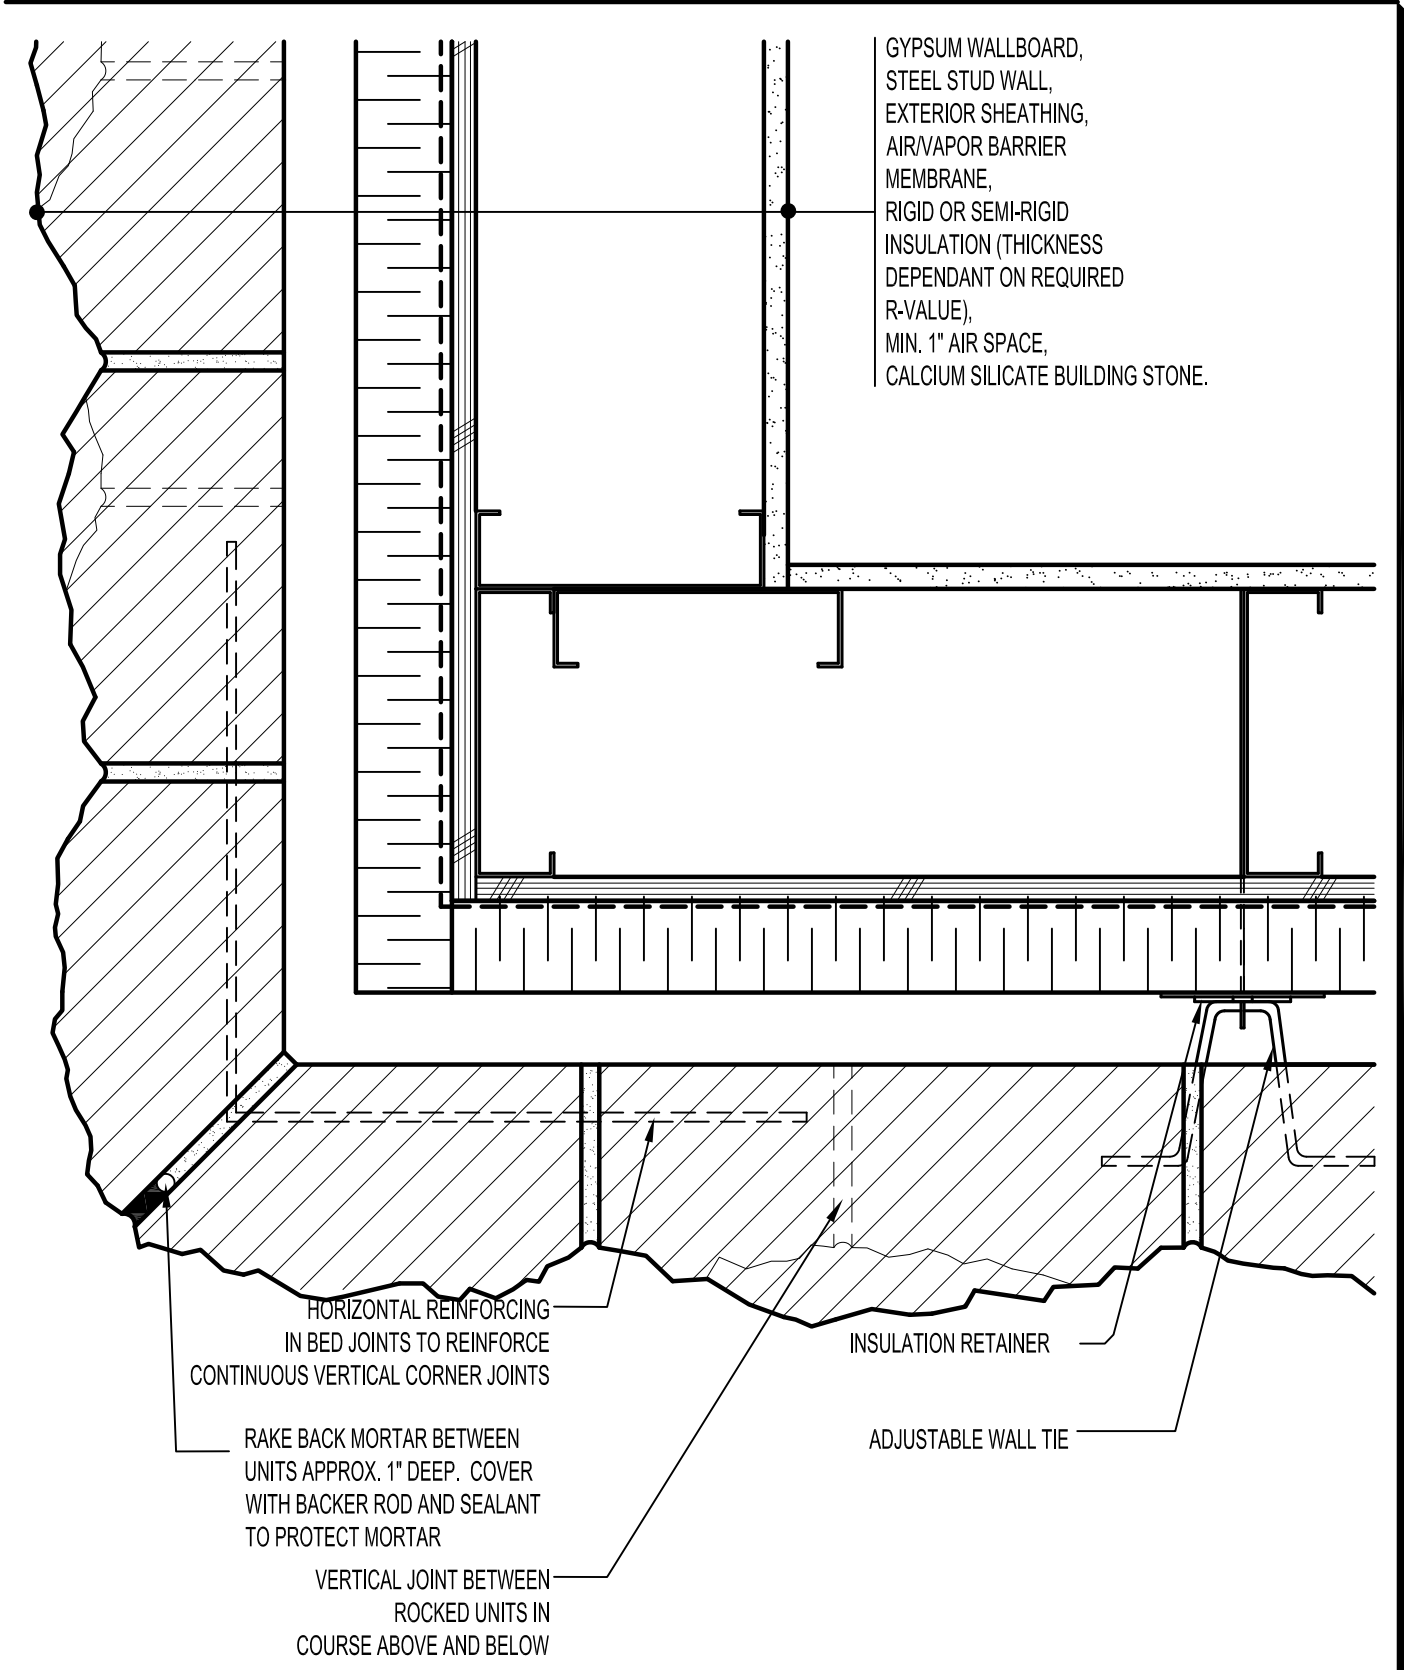 GYPSUM WALLBOARD,
STEEL STUD WALL,
EXTERIOR SHEATHING,
AIR/VAPOR BARRIER
MEMBRANE,
RIGID OR SEMI-RIGID
INSULATION (THICKNESS
DEPENDANT ON REQUIRED
R-VALUE),
MIN. 1" AIR SPACE,
CALCIUM SILICATE BUILDING STONE.
HORIZONTAL REINFORCING
IN BED JOINTS TO REINFORCE
CONTINUOUS VERTICAL CORNER JOINTS
INSULATION RETAINER
RAKE BACK MORTAR BETWEEN
UNITS APPROX. 1" DEEP. COVER
WITH BACKER ROD AND SEALANT
TO PROTECT MORTAR
ADJUSTABLE WALL TIE
VERTICAL JOINT BETWEEN
ROCKED UNITS IN
COURSE ABOVE AND BELOW